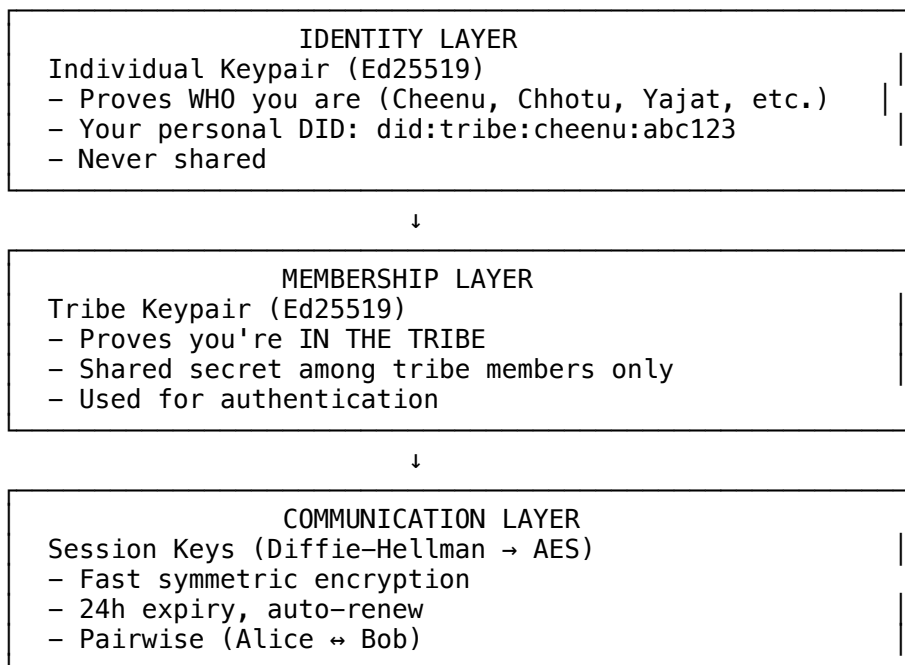 IDENTITY LAYER
Individual Keypair (Ed25519)
- Proves WHO you are (Cheenu, Chhotu, Yajat, etc.)
- Your personal DID: did:tribe:cheenu:abc123
- Never shared
↓
MEMBERSHIP LAYER
Tribe Keypair (Ed25519)
- Proves you're IN THE TRIBE
- Shared secret among tribe members only
- Used for authentication
↓
COMMUNICATION LAYER
Session Keys (Diffie-Hellman → AES)
- Fast symmetric encryption
- 24h expiry, auto-renew
- Pairwise (Alice ↔ Bob)